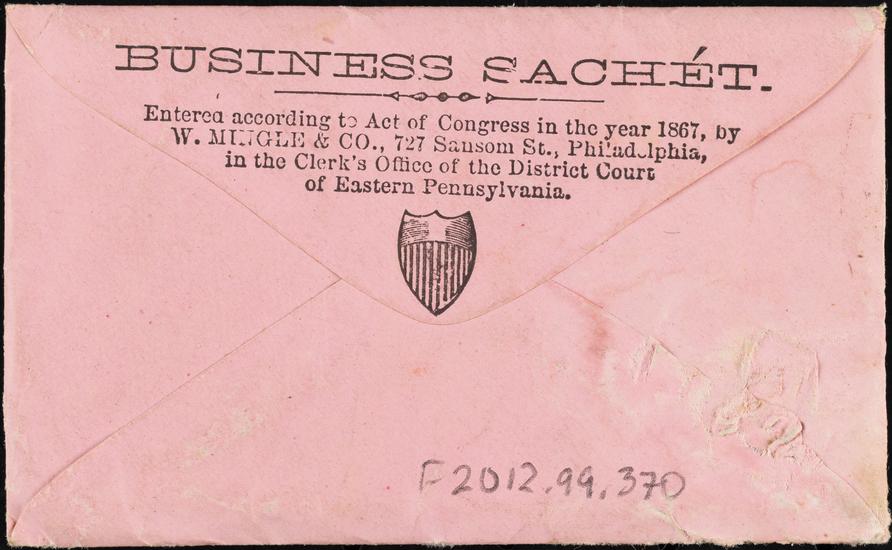 BUSINESS SACHÉT.
Entered according to Act of Congress in the year 1867, by
W. MINGLE & CO., 727 Sansom St., Philadelphia,
in the Clerk's Office of the District Court
of Eastern Pennsylvania.
F2012.99.370